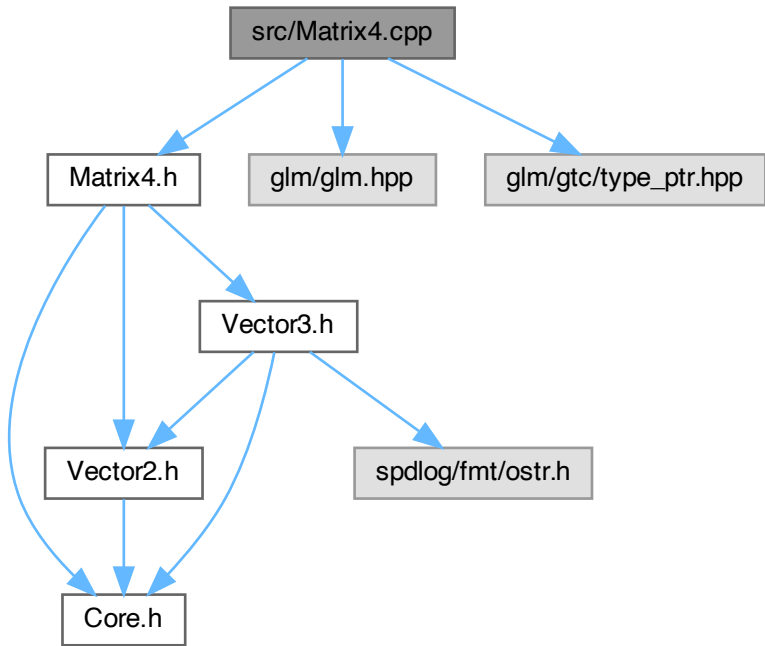 src/Matrix4.cpp
Matrix4.h
glm/glm.hpp
glm/gtc/type_ptr.hpp
Vector3.h
Vector2.h
spdlog/fmt/ostr.h
Core.h